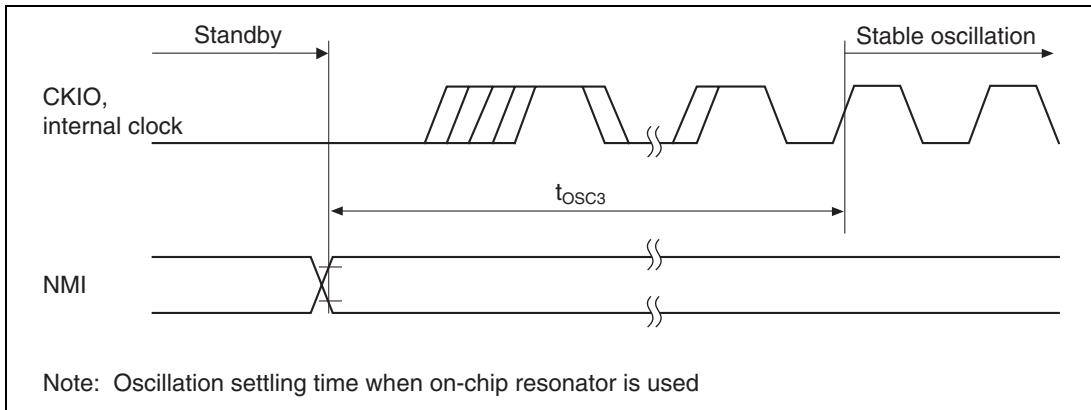 Standby
Stable oscillation
CKIO,
internal clock
tOSC3
NMI
Note: Oscillation settling time when on-chip resonator is used